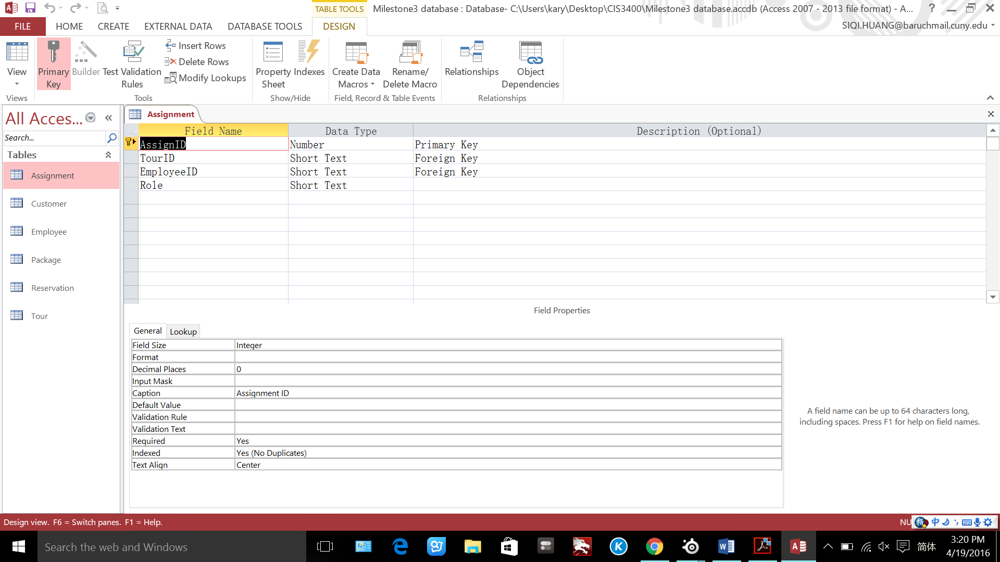 TABLE TOOLS
Milestone3 database : Database- C:\Users\kary\Desktop\CIS3400\Milestone3 database.accdb (Access 2007 - 2013 file format) - A...
FILE HOME CREATE EXTERNAL DATA DATABASE TOOLS DESIGN
SIQI.HUANG@baruchmail.cuny.edu
View
Primary Key
Builder
Test Validation Rules
Insert Rows
Delete Rows
Modify Lookups
Property Sheet
Indexes
Create Data Macros
Rename/ Delete Macro
Relationships
Object Dependencies
Views
Tools
Show/Hide
Field, Record & Table Events
Relationships
All Acces...
Search...
Tables
Assignment
Customer
Employee
Package
Reservation
Tour
Assignment
Field Name Data Type Description (Optional)
AssignID Number Primary Key
TourID Short Text Foreign Key
EmployeeID Short Text Foreign Key
Role Short Text
Field Properties
General Lookup
Field Size Integer
Format
Decimal Places 0
Input Mask
Caption Assignment ID
Default Value
Validation Rule
Validation Text
Required Yes
Indexed Yes (No Duplicates)
Text Align Center
A field name can be up to 64 characters long,
including spaces. Press F1 for help on field names.
Design view. F6 = Switch panes. F1 = Help.
NU
中
Search the web and Windows
简体
3:20 PM
4/19/2016